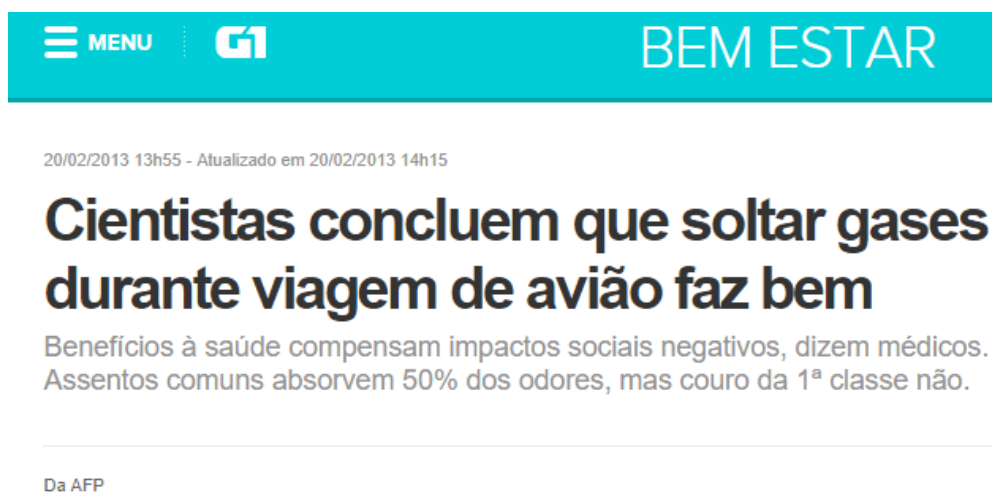 MENU G1 BEM ESTAR
20/02/2013 13h55 - Atualizado em 20/02/2013 14h15
Cientistas concluem que soltar gases
durante viagem de avião faz bem
Benefícios à saúde compensam impactos sociais negativos, dizem médicos.
Assentos comuns absorvem 50% dos odores, mas couro da 1ª classe não.
Da AFP